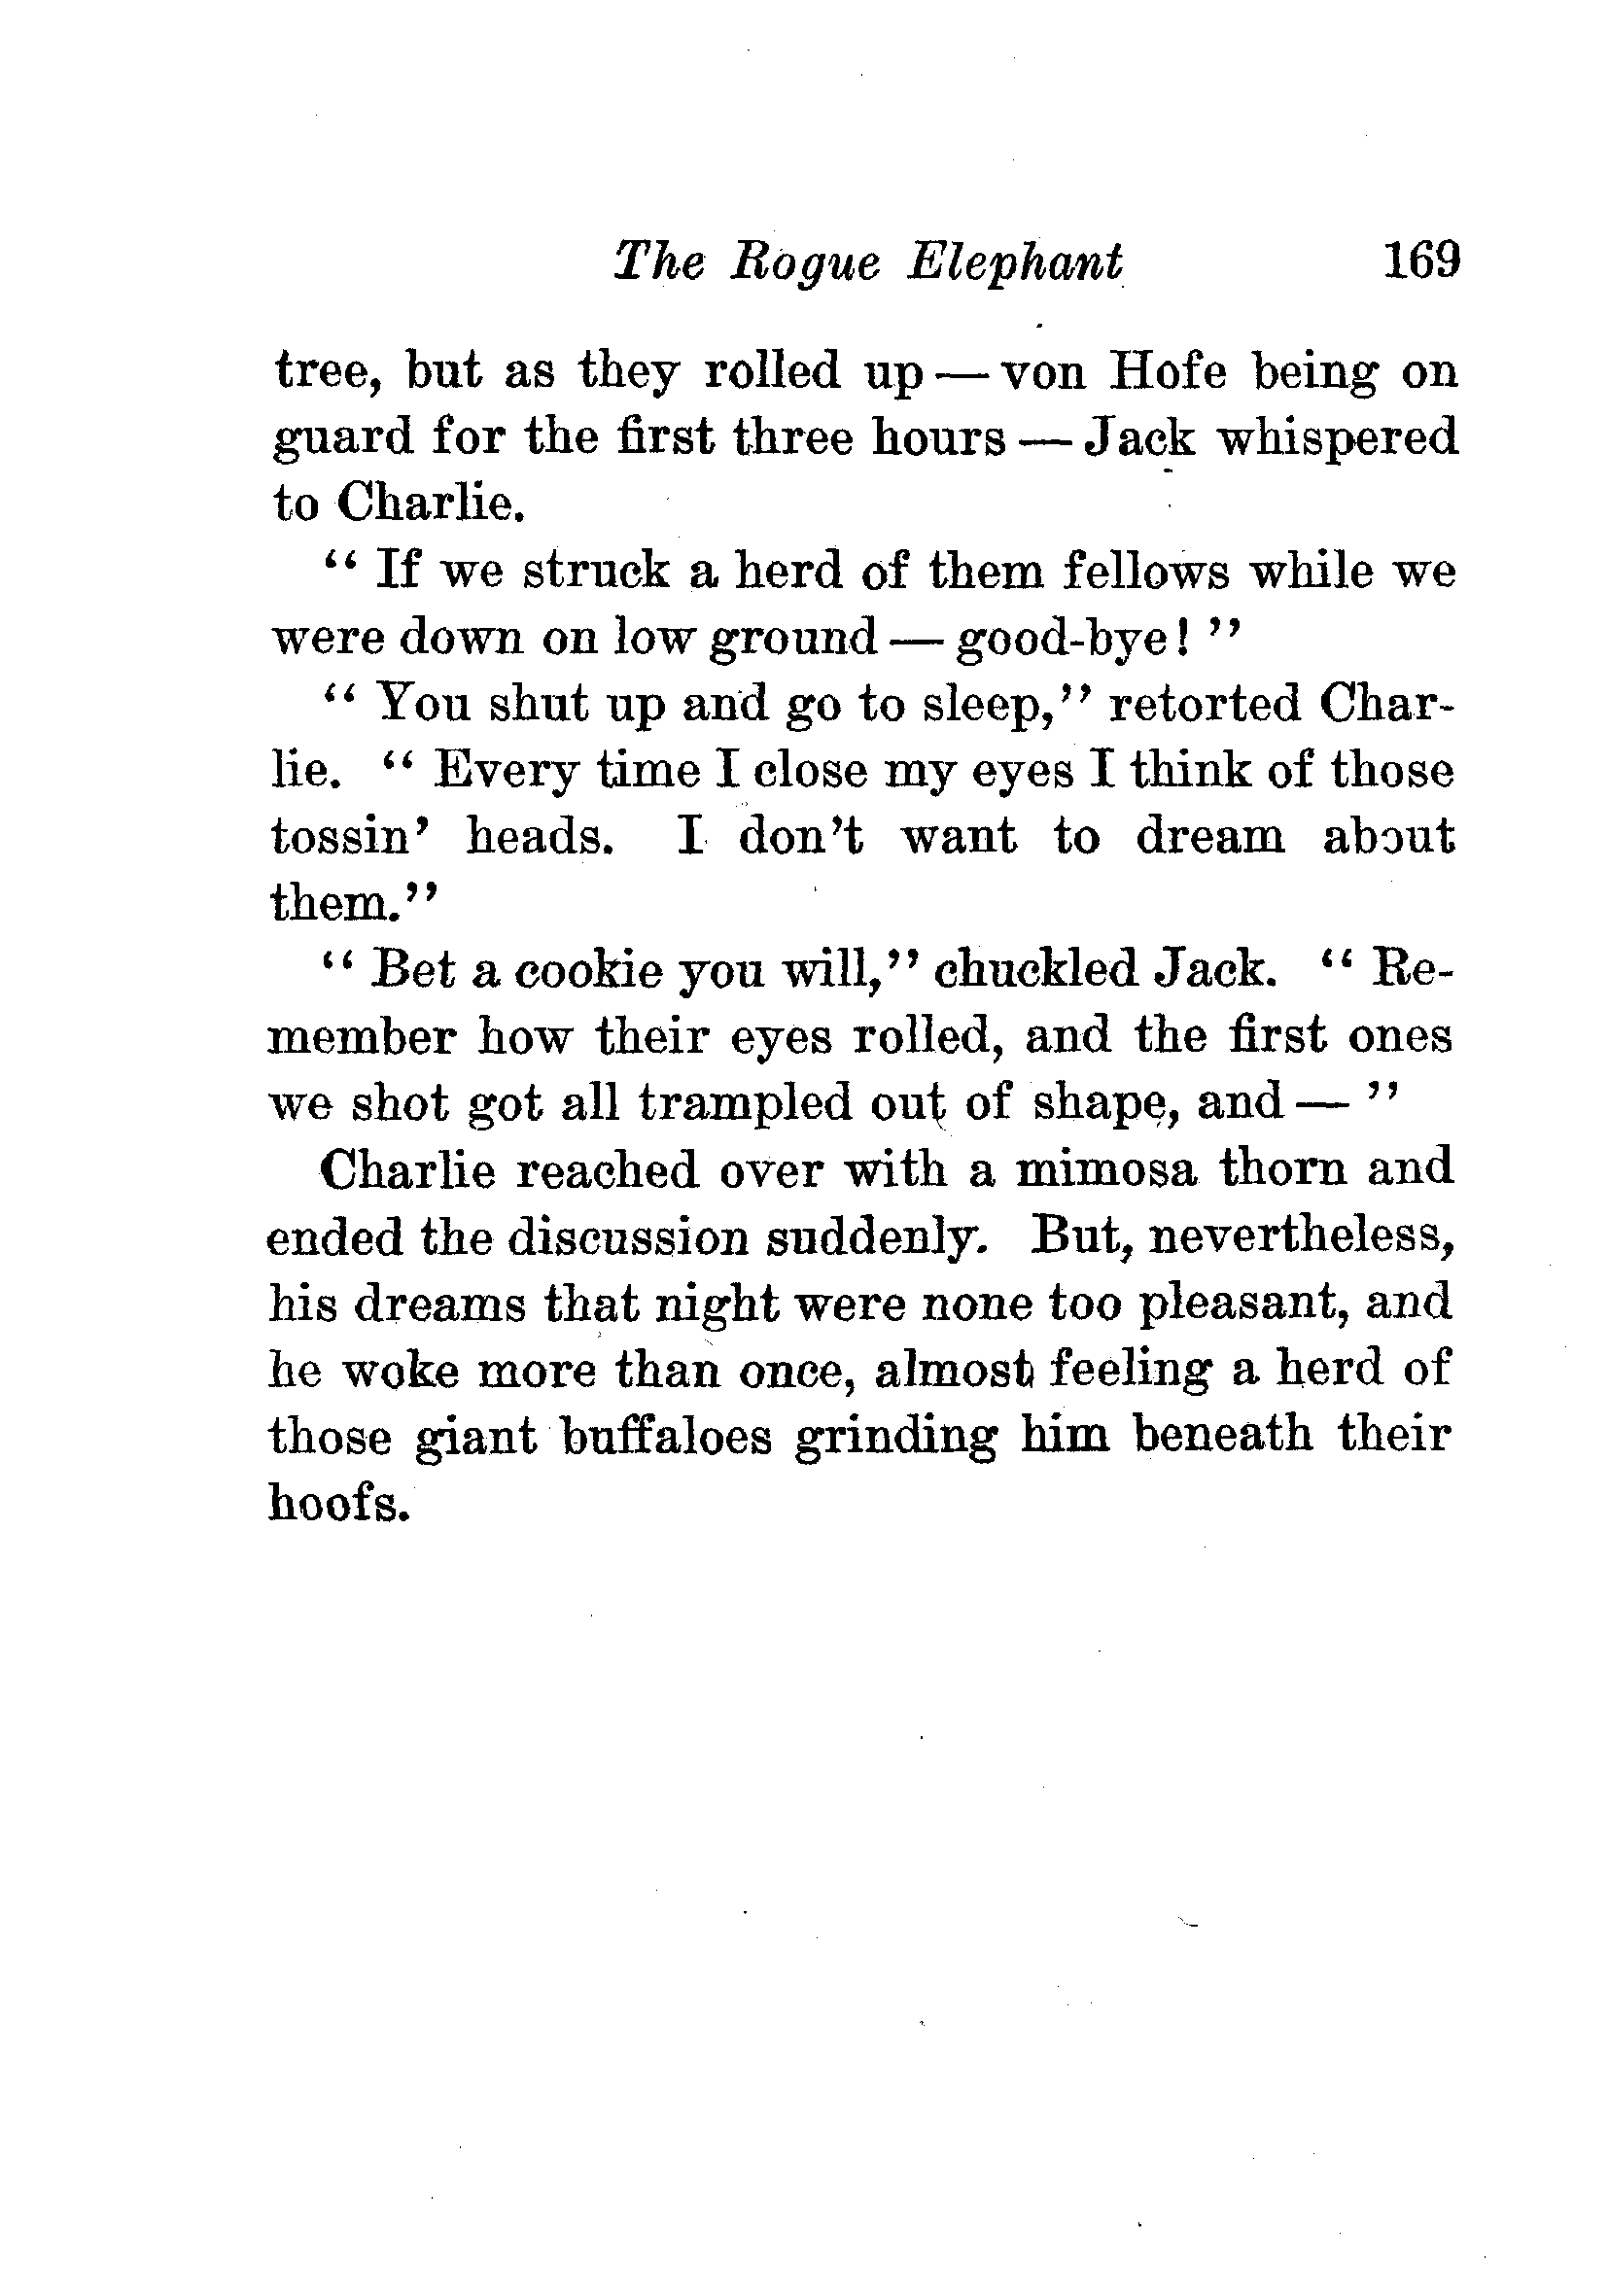 The Rogue Elephant 169
tree, but as they rolled up — von Hofe being on
guard for the first three hours — Jack whispered
to Charlie.
“ If we struck a herd of them fellows while we
were down on low ground — good-bye! ”
“ You shut up and go to sleep,” retorted Char-
lie. “ Every time I close my eyes I think of those
tossin’ heads. I don’t want to dream about
them.”
“ Bet a cookie you will,” chuckled Jack. “ Re-
member how their eyes rolled, and the first ones
we shot got all trampled out of shape, and — ”
Charlie reached over with a mimosa thorn and
ended the discussion suddenly. But, nevertheless,
his dreams that night were none too pleasant, and
he woke more than once, almost feeling a herd of
those giant buffaloes grinding him beneath their
hoofs.